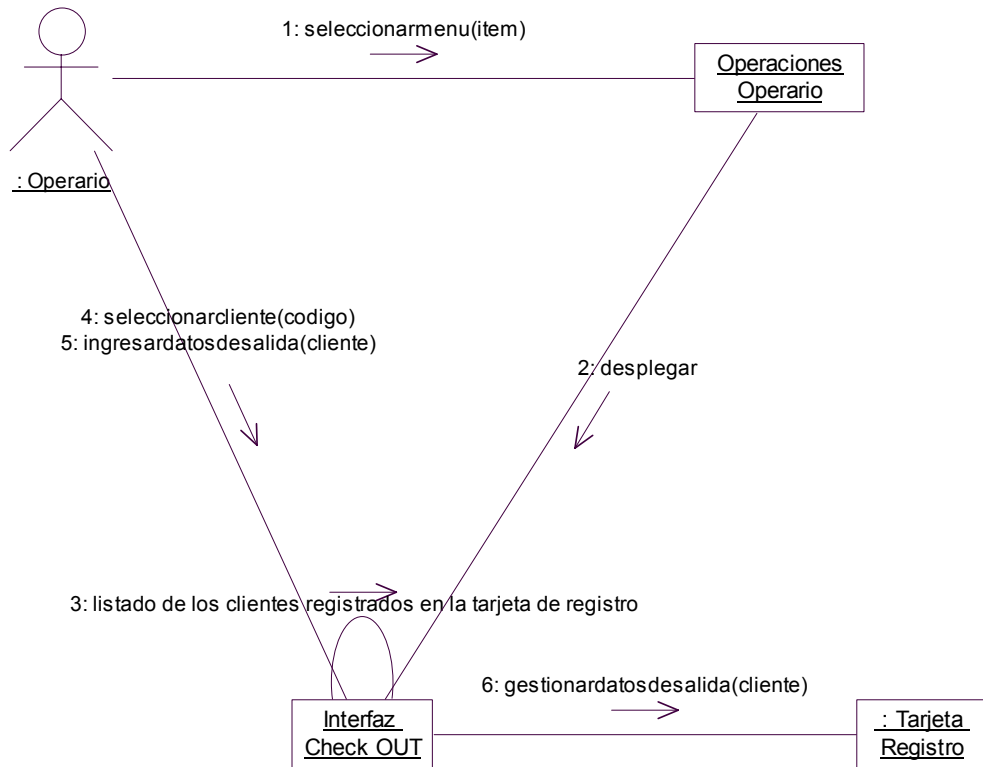 1: seleccionarmenu(item)
Operaciones
Operario
: Operario
4: seleccionarcliente(codigo)
5: ingresardatosdesalida(cliente)
2: desplegar
3: listado de los clientes registrados en la tarjeta de registro
6: gestionardatosdesalida(cliente)
Interfaz
Check OUT
: Tarjeta
Registro